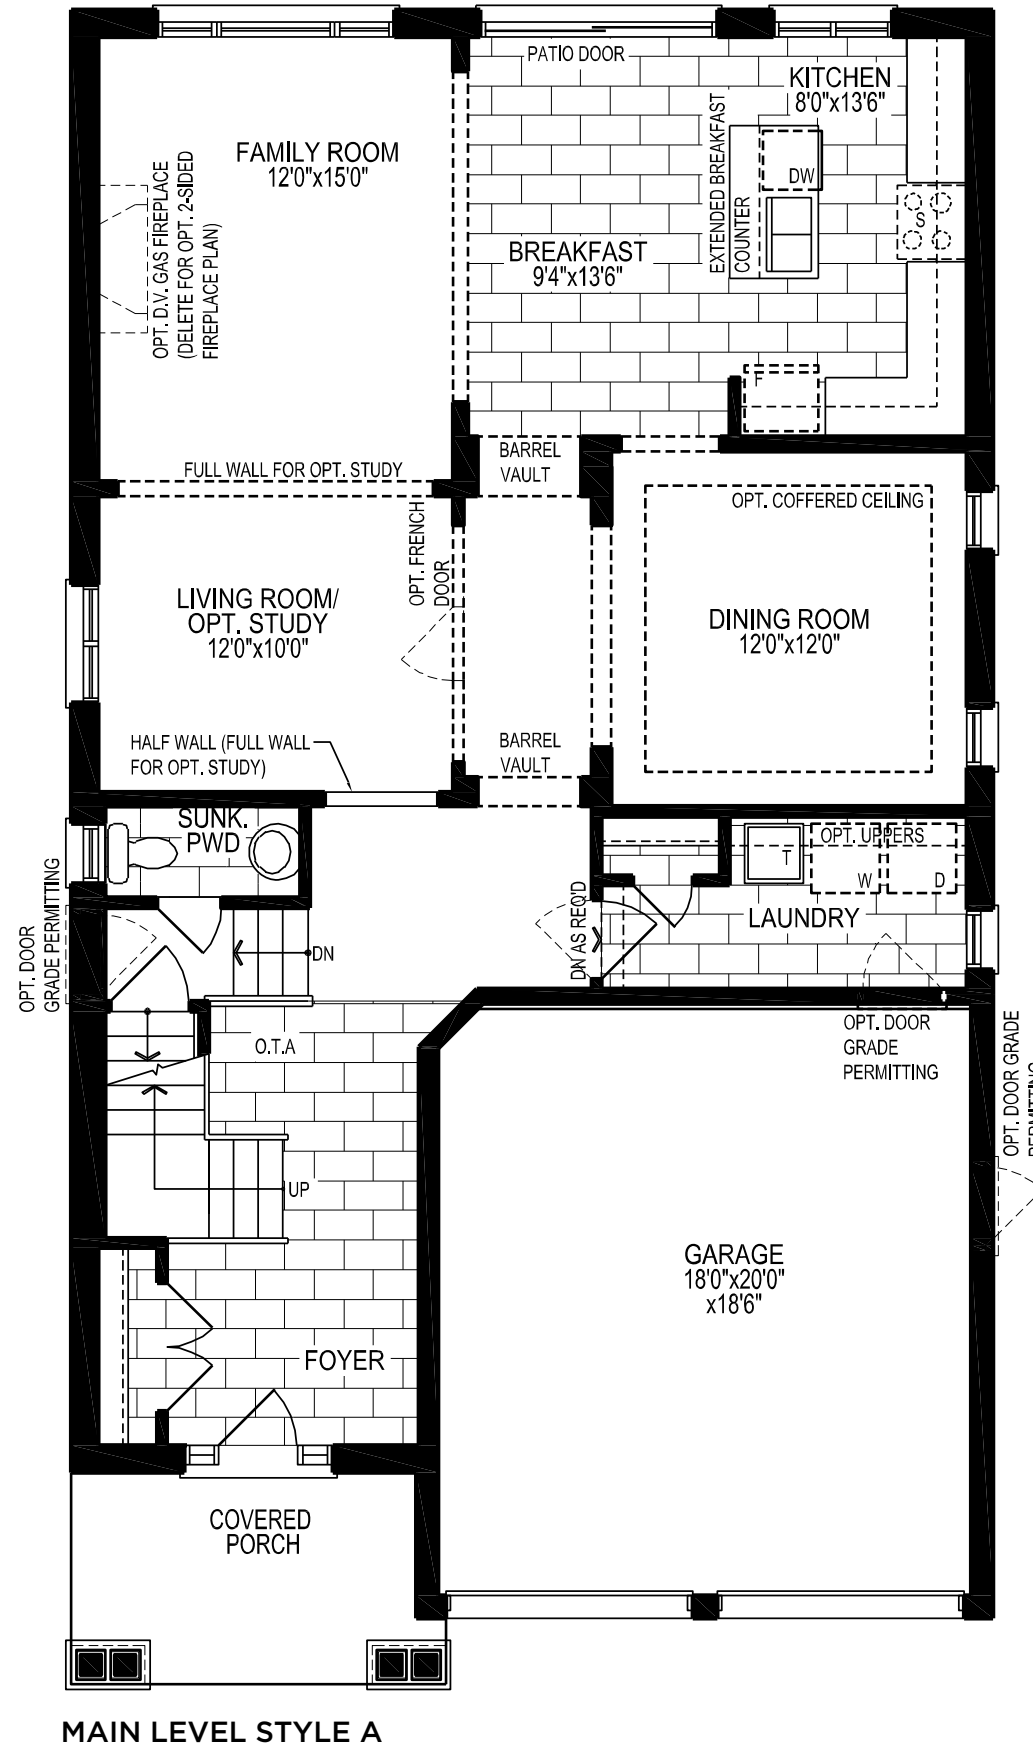 PATIO DOOR
KITCHEN
8'0"x13'6"
FAMILY ROOM
12'0"x15'0"
EXTENDED BREAKFAST
COUNTER
DW
S
OPT. D.V. GAS FIREPLACE
(DELETE FOR OPT. 2-SIDED
FIREPLACE PLAN)
BREAKFAST
9'4"x13'6"
F
FULL WALL FOR OPT. STUDY
BARREL
VAULT
OPT. COFFERED CEILING
OPT. FRENCH
DOOR
LIVING ROOM/
OPT. STUDY
12'0"x10'0"
DINING ROOM
12'0"x12'0"
HALF WALL (FULL WALL
FOR OPT. STUDY)
BARREL
VAULT
SUNK.
PWD
OPT. UPPERS
T
W
D
LAUNDRY
OPT. DOOR
GRADE PERMITTING
DN
DN AS REQ'D
O.T.A
OPT. DOOR
GRADE
PERMITTING
OPT. DOOR GRADE
PERMITTING
UP
GARAGE
18'0"x20'0"
x18'6"
FOYER
COVERED
PORCH
MAIN LEVEL STYLE A